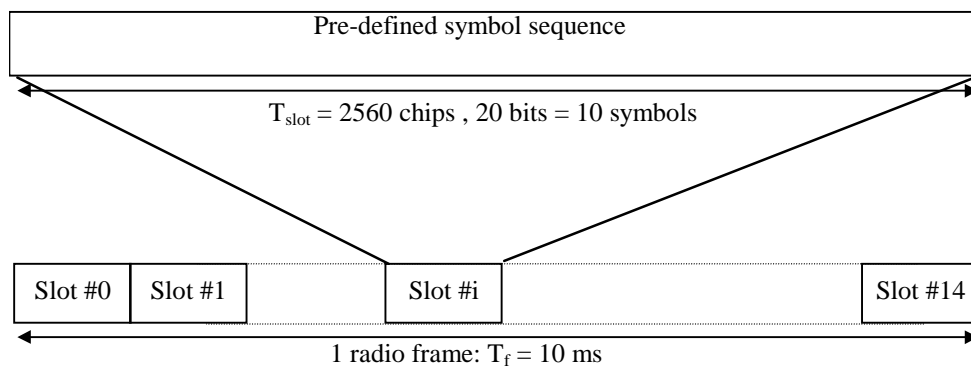 Pre-defined symbol sequence
T_slot = 2560 chips , 20 bits = 10 symbols
Slot #0 Slot #1 Slot #i Slot #14
1 radio frame: T_f = 10 ms